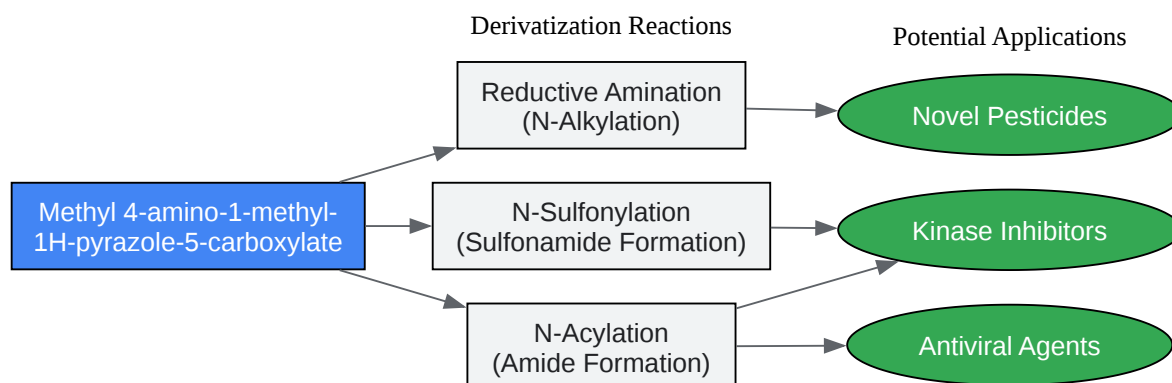 Derivatization Reactions
Potential Applications
Reductive Amination
(N-Alkylation)
Novel Pesticides
Methyl 4-amino-1-methyl-
1H-pyrazole-5-carboxylate
N-Sulfonylation
(Sulfonamide Formation)
Kinase Inhibitors
N-Acylation
(Amide Formation)
Antiviral Agents